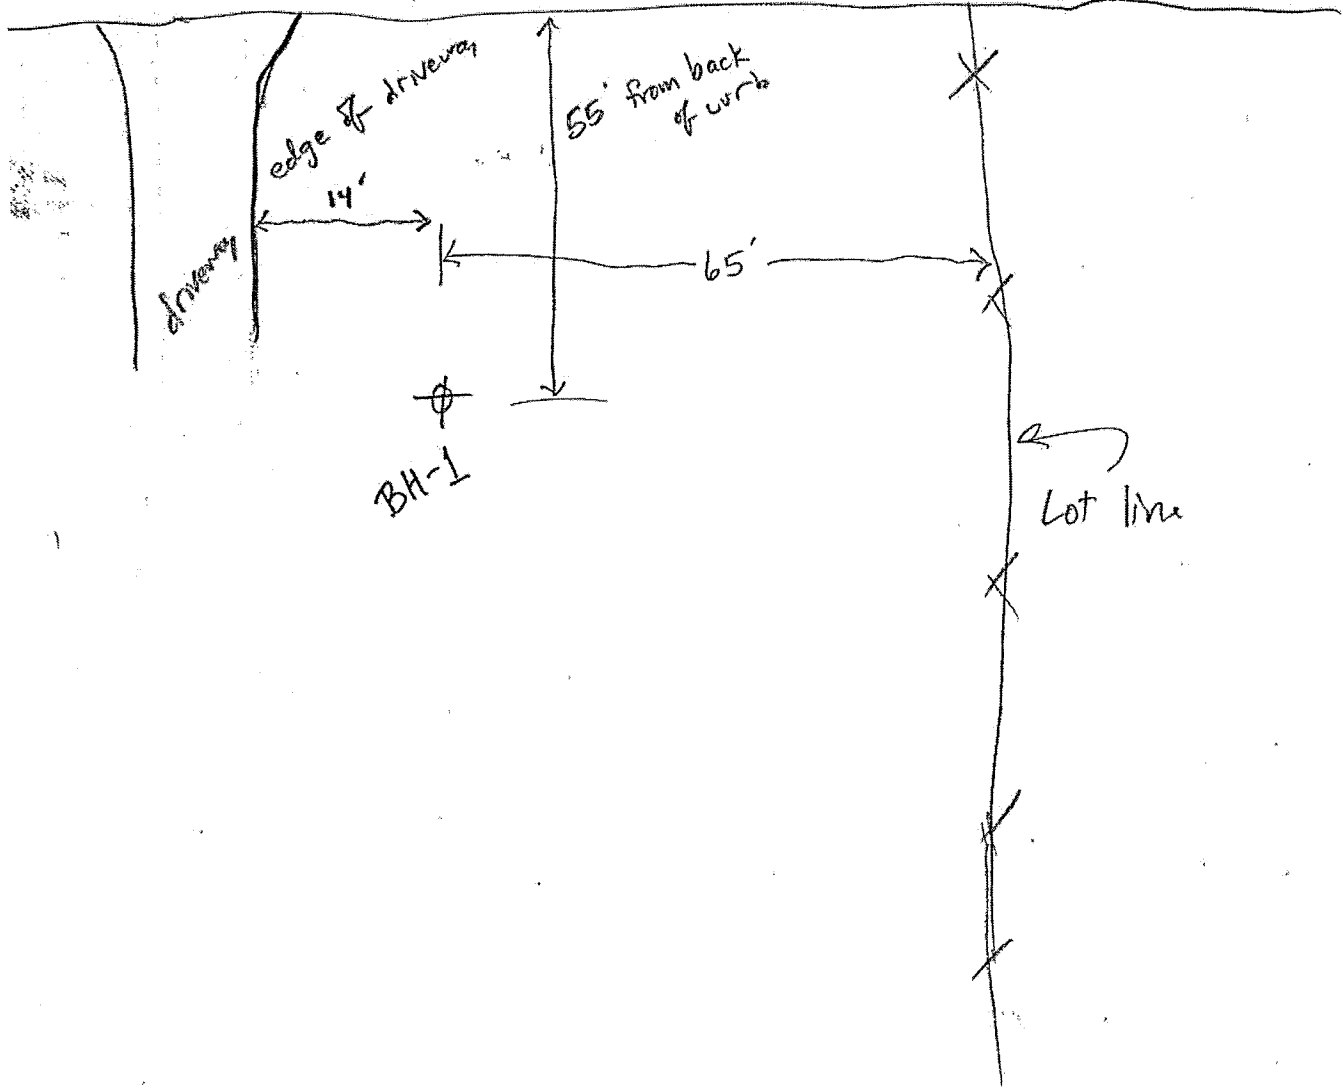 edge of driveway
14'
55' from back
of curb
65'
driveway
BH-1
Lot line